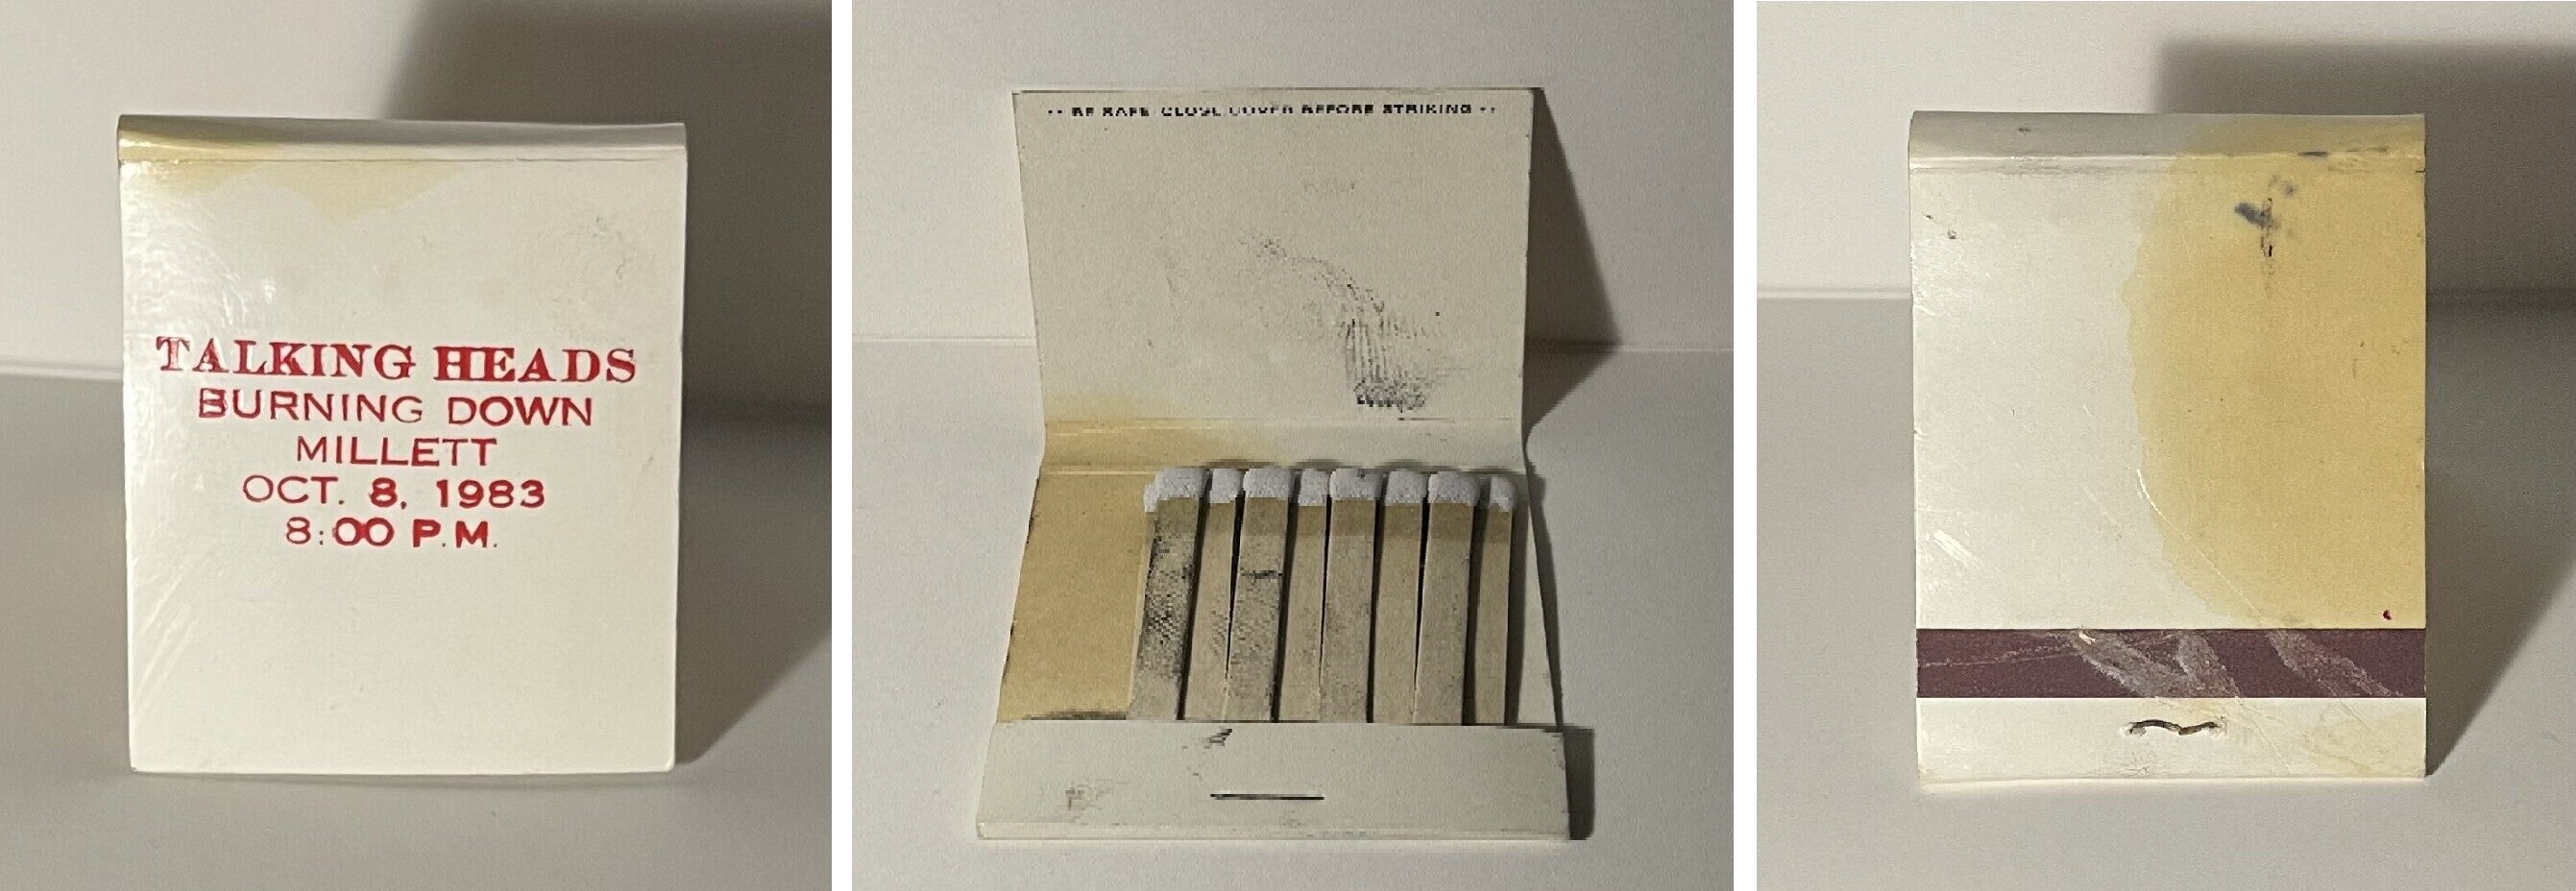 TALKING HEADS
BURNING DOWN
MILLETT
OCT. 8, 1983
8:00 P.M.
•• BE SAFE CLOSE COVER BEFORE STRIKING ••